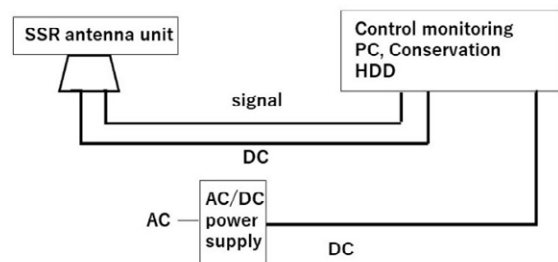 SSR antenna unit
Control monitoring
PC, Conservation
HDD
signal
DC
AC
AC/DC
power
supply
DC